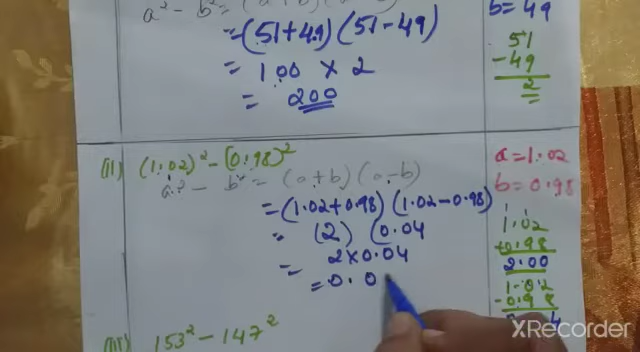 a² - b² = (a+b)(a-b)
= (51+49) (51-49)
= 100 × 2
= 200
b = 49
51
-49
2
(ii) (1.02)² - (0.98)²
a² - b² = (a+b) (a-b)
= (1.02+0.98) (1.02-0.98)
= (2) (0.04
= 2×0.04
= 0.0
a = 1.02
b = 0.98
1
1.02
+0.98
2.00
1.02
-0.98
(iii) 153² - 147²
XRecorder